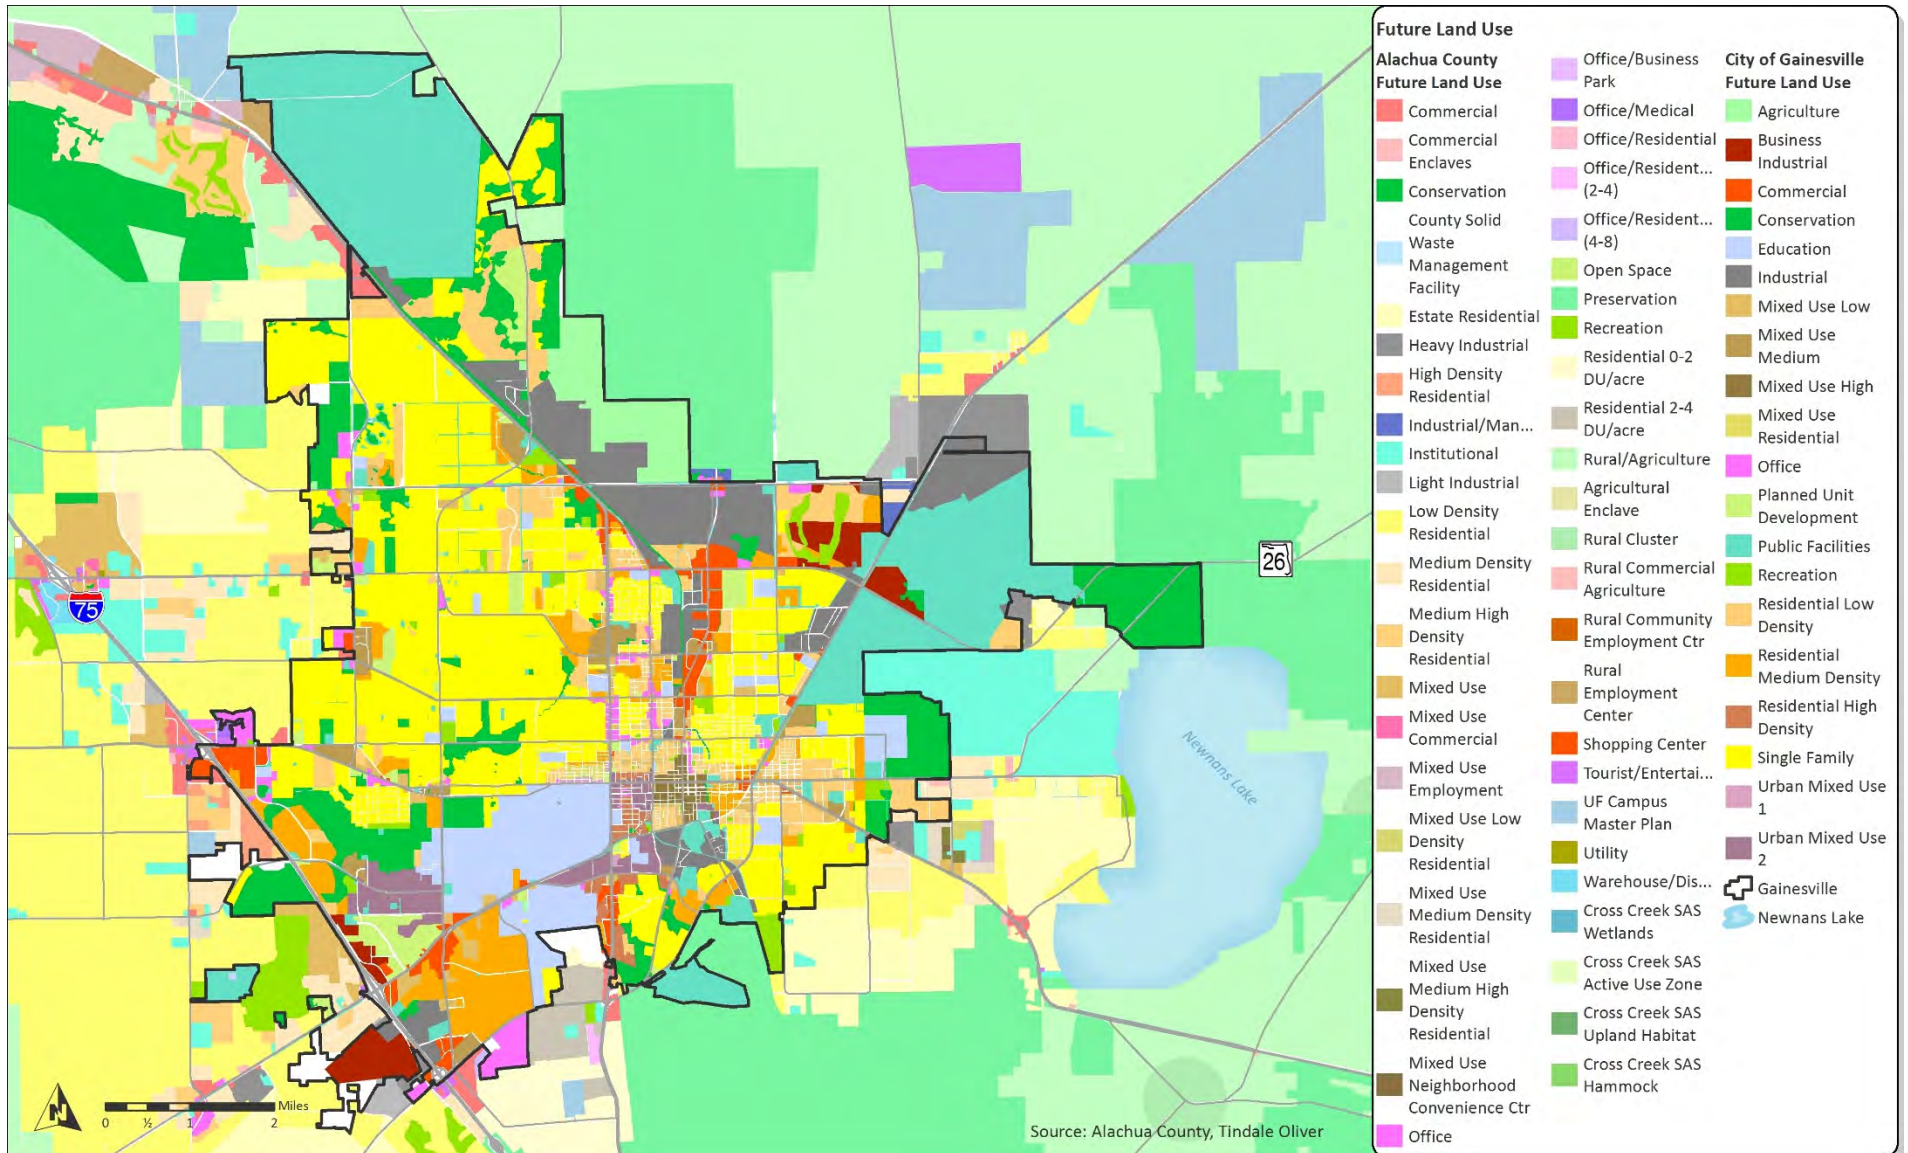 Future Land Use
Alachua County
Future Land Use
Commercial
Commercial
Enclaves
Conservation
County Solid
Waste
Management
Facility
Estate Residential
Heavy Industrial
High Density
Residential
Industrial/Man...
Institutional
Light Industrial
Low Density
Residential
Medium Density
Residential
Medium High
Density
Residential
Mixed Use
Mixed Use
Commercial
Mixed Use
Employment
Mixed Use Low
Density
Residential
Mixed Use
Medium Density
Residential
Mixed Use
Medium High
Density
Residential
Mixed Use
Neighborhood
Convenience Ctr
Office
Office/Business
Park
Office/Medical
Office/Residential
Office/Resident...
(2-4)
Office/Resident...
(4-8)
Open Space
Preservation
Recreation
Residential 0-2
DU/acre
Residential 2-4
DU/acre
Rural/Agriculture
Agricultural
Enclave
Rural Cluster
Rural Commercial
Agriculture
Rural Community
Employment Ctr
Rural
Employment
Center
Shopping Center
Tourist/Entertai...
UF Campus
Master Plan
Utility
Warehouse/Dis...
Cross Creek SAS
Wetlands
Cross Creek SAS
Active Use Zone
Cross Creek SAS
Upland Habitat
Cross Creek SAS
Hammock
City of Gainesville
Future Land Use
Agriculture
Business
Industrial
Commercial
Conservation
Education
Industrial
Mixed Use Low
Mixed Use
Medium
Mixed Use High
Mixed Use
Residential
Office
Planned Unit
Development
Public Facilities
Recreation
Residential Low
Density
Residential
Medium Density
Residential High
Density
Single Family
Urban Mixed Use
1
Urban Mixed Use
2
Gainesville
Newnans Lake
26
75
Newnans Lake
N
Miles
0 ½ 1 2
Source: Alachua County, Tindale Oliver